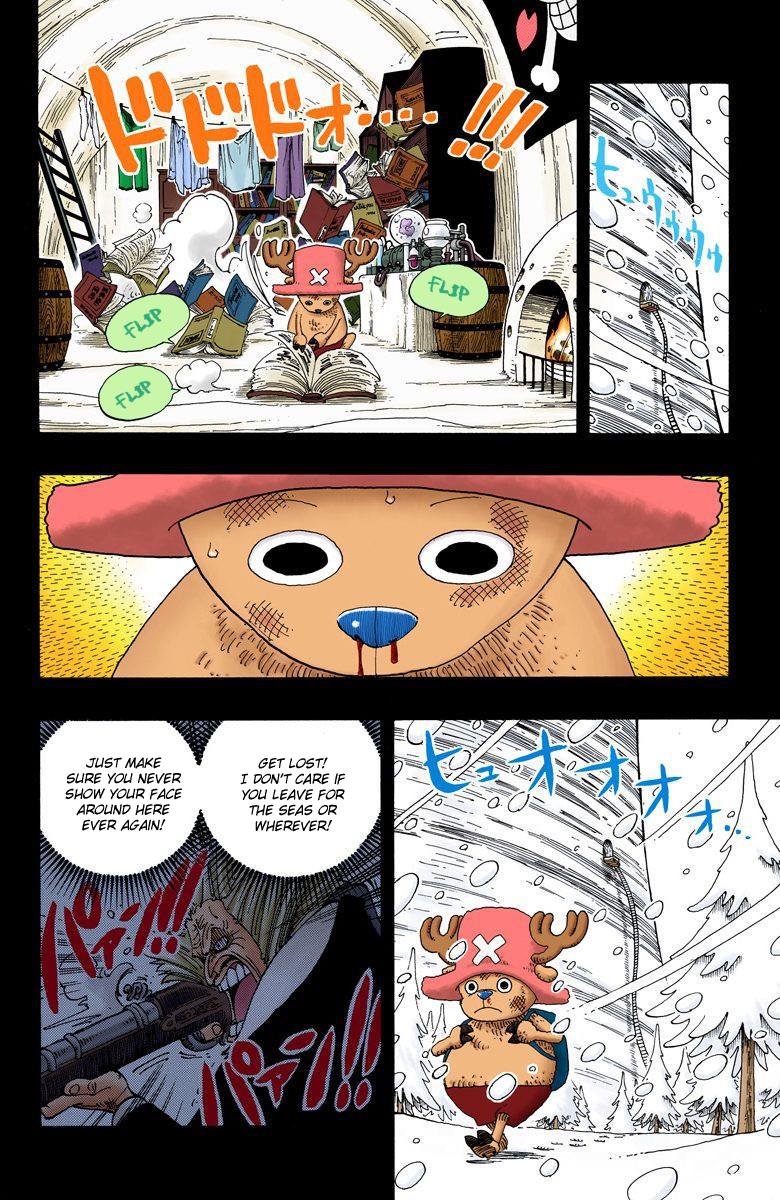 ヒュウゥゥゥ
ドドドォ・・・・!!!
FLIP
FLIP
FLIP
GET LOST!
I DON'T CARE IF
YOU LEAVE FOR
THE SEAS OR
WHEREVER!
JUST MAKE
SURE YOU NEVER
SHOW YOUR FACE
AROUND HERE
EVER AGAIN!
パァン!!
パァン!!
ヒュオオオオォ...